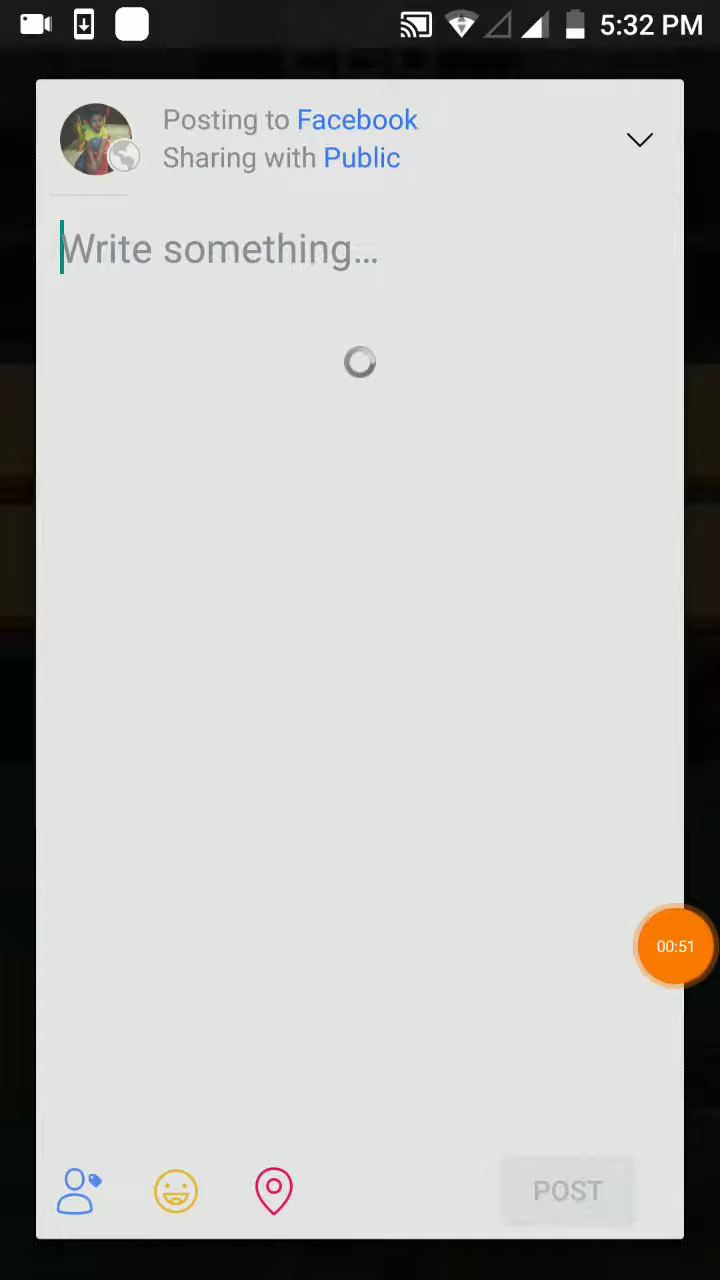 5:32 PM
Posting to Facebook
Sharing with Public
Write something...
00:51
POST